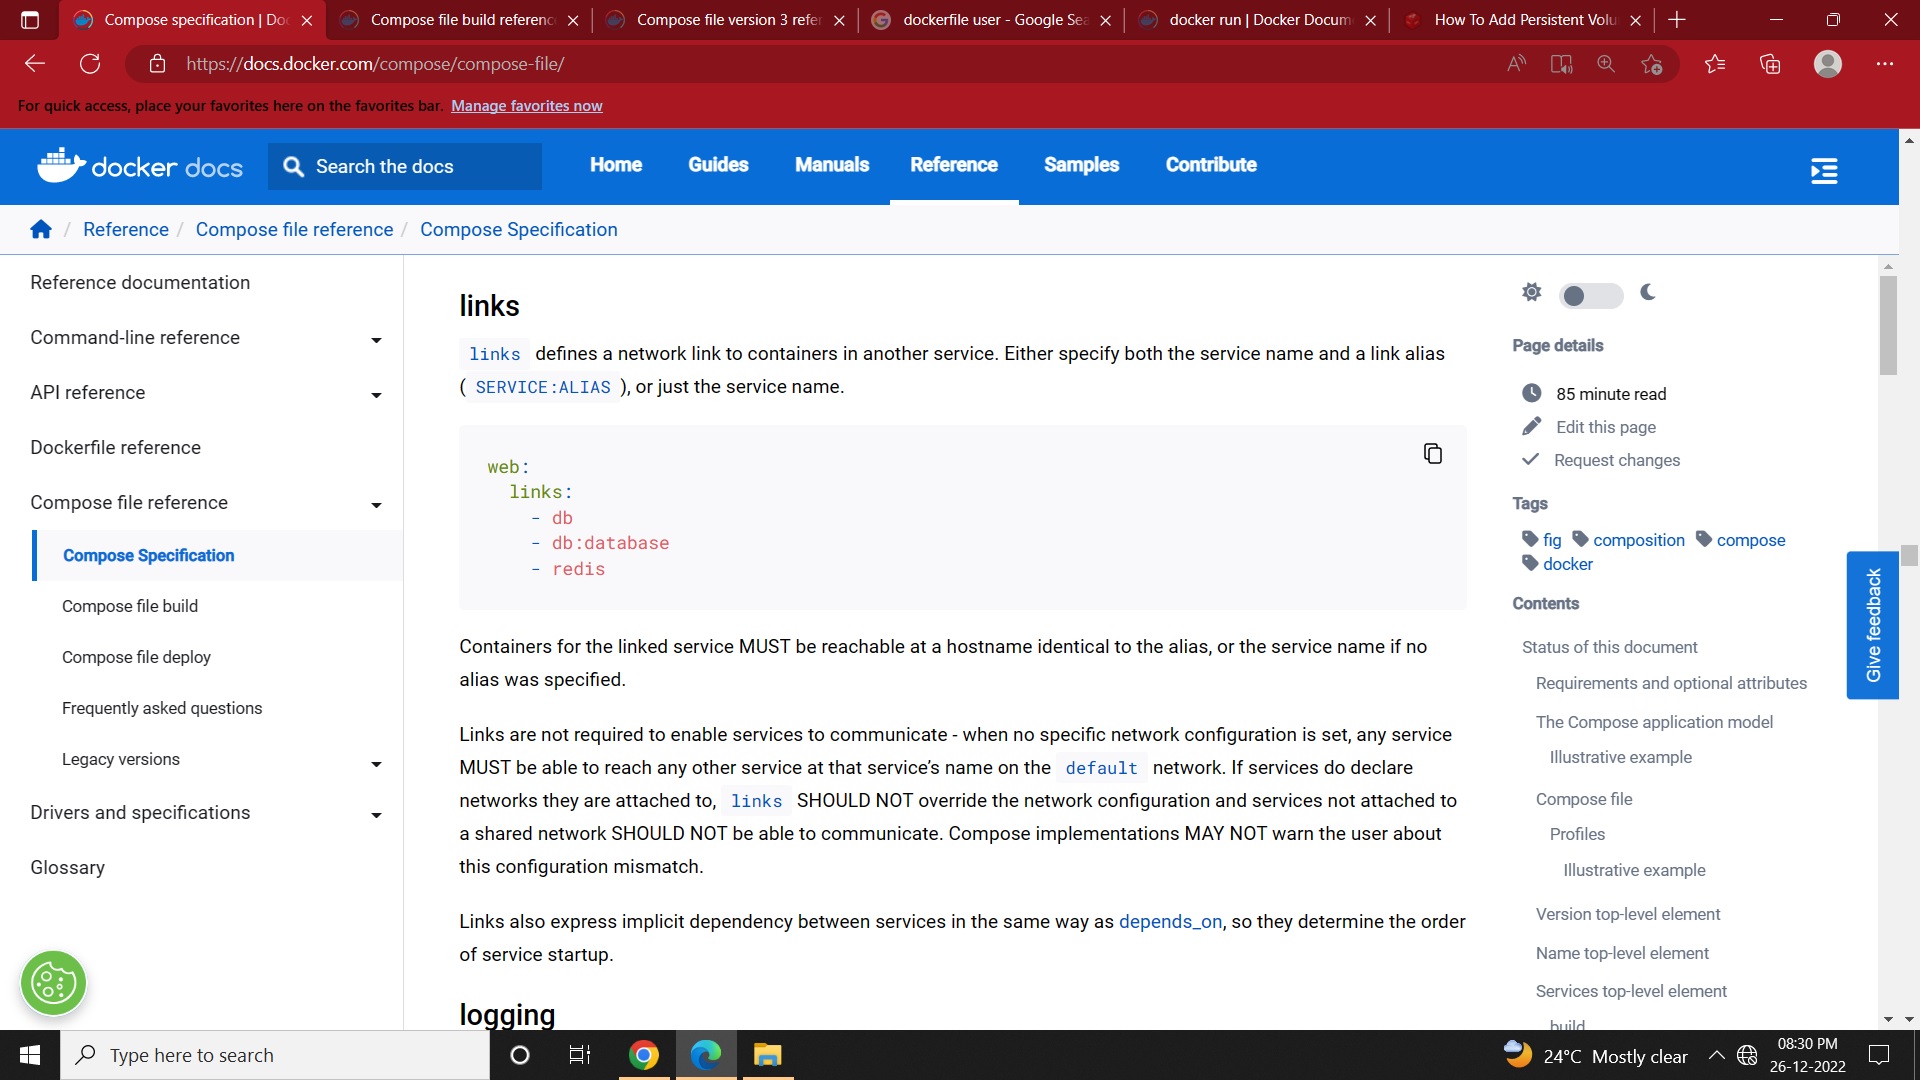 Compose specification | Do
Compose file build referenc
Compose file version 3 refer
dockerfile user - Google Sea
docker run | Docker Docum
How To Add Persistent Volu
https://docs.docker.com/compose/compose-file/
For quick access, place your favorites here on the favorites bar. Manage favorites now
docker docs
Search the docs
Home
Guides
Manuals
Reference
Samples
Contribute
/ Reference / Compose file reference / Compose Specification
Reference documentation
Command-line reference
API reference
Dockerfile reference
Compose file reference
Compose Specification
Compose file build
Compose file deploy
Frequently asked questions
Legacy versions
Drivers and specifications
Glossary
links
links defines a network link to containers in another service. Either specify both the service name and a link alias
( SERVICE:ALIAS ), or just the service name.
web:
links:
- db
- db:database
- redis
Containers for the linked service MUST be reachable at a hostname identical to the alias, or the service name if no
alias was specified.
Links are not required to enable services to communicate - when no specific network configuration is set, any service
MUST be able to reach any other service at that service’s name on the default network. If services do declare
networks they are attached to, links SHOULD NOT override the network configuration and services not attached to
a shared network SHOULD NOT be able to communicate. Compose implementations MAY NOT warn the user about
this configuration mismatch.
Links also express implicit dependency between services in the same way as depends_on, so they determine the order
of service startup.
logging
Page details
85 minute read
Edit this page
Request changes
Tags
fig composition compose
docker
Contents
Status of this document
Requirements and optional attributes
The Compose application model
Illustrative example
Compose file
Profiles
Illustrative example
Version top-level element
Name top-level element
Services top-level element
build
Give feedback
Type here to search
24°C Mostly clear
08:30 PM
26-12-2022